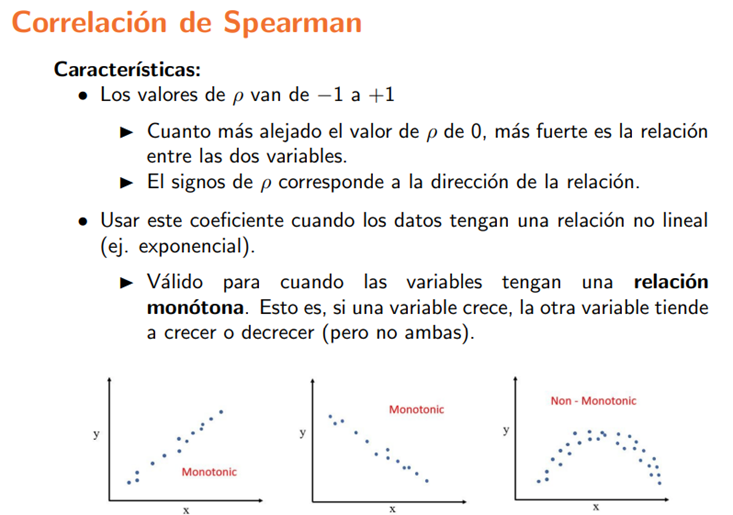 Correlación de Spearman
Características:
• Los valores de ρ van de −1 a +1
▶ Cuanto más alejado el valor de ρ de 0, más fuerte es la relación
entre las dos variables.
▶ El signos de ρ corresponde a la dirección de la relación.
• Usar este coeficiente cuando los datos tengan una relación no lineal
(ej. exponencial).
▶ Válido para cuando las variables tengan una relación
monótona. Esto es, si una variable crece, la otra variable tiende
a crecer o decrecer (pero no ambas).
y
Monotonic
x
y
Monotonic
x
y
Non - Monotonic
x